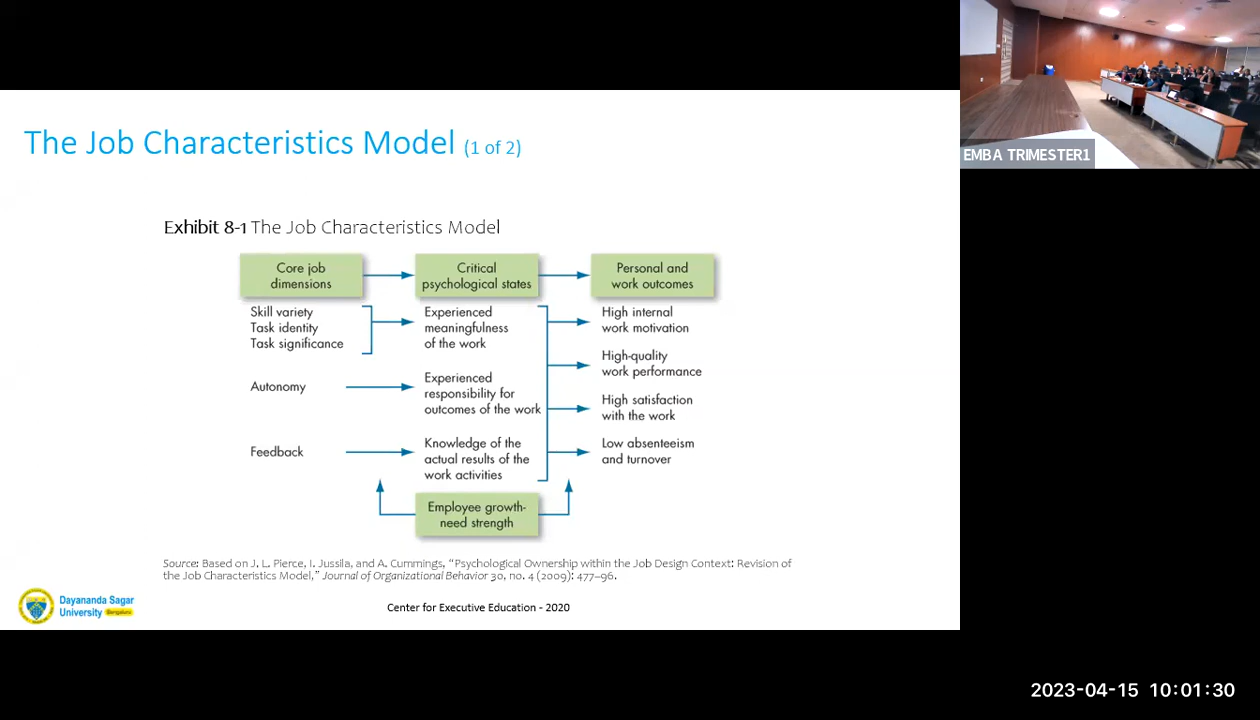 The Job Characteristics Model (1 of 2)
EMBA TRIMESTER1
Exhibit 8-1 The Job Characteristics Model
Core job
dimensions
Critical
psychological states
Personal and
work outcomes
Skill variety
Task identity
Task significance
Experienced
meaningfulness
of the work
High internal
work motivation
High-quality
work performance
Autonomy
Experienced
responsibility for
outcomes of the work
High satisfaction
with the work
Feedback
Knowledge of the
actual results of the
work activities
Low absenteeism
and turnover
Employee growth-
need strength
Source: Based on J. L. Pierce, I. Jussila, and A. Cummings, “Psychological Ownership within the Job Design Context: Revision of
the Job Characteristics Model,” Journal of Organizational Behavior 30, no. 4 (2009): 477–96.
Dayananda Sagar
University Bengaluru
Center for Executive Education - 2020
2023-04-15 10:01:30